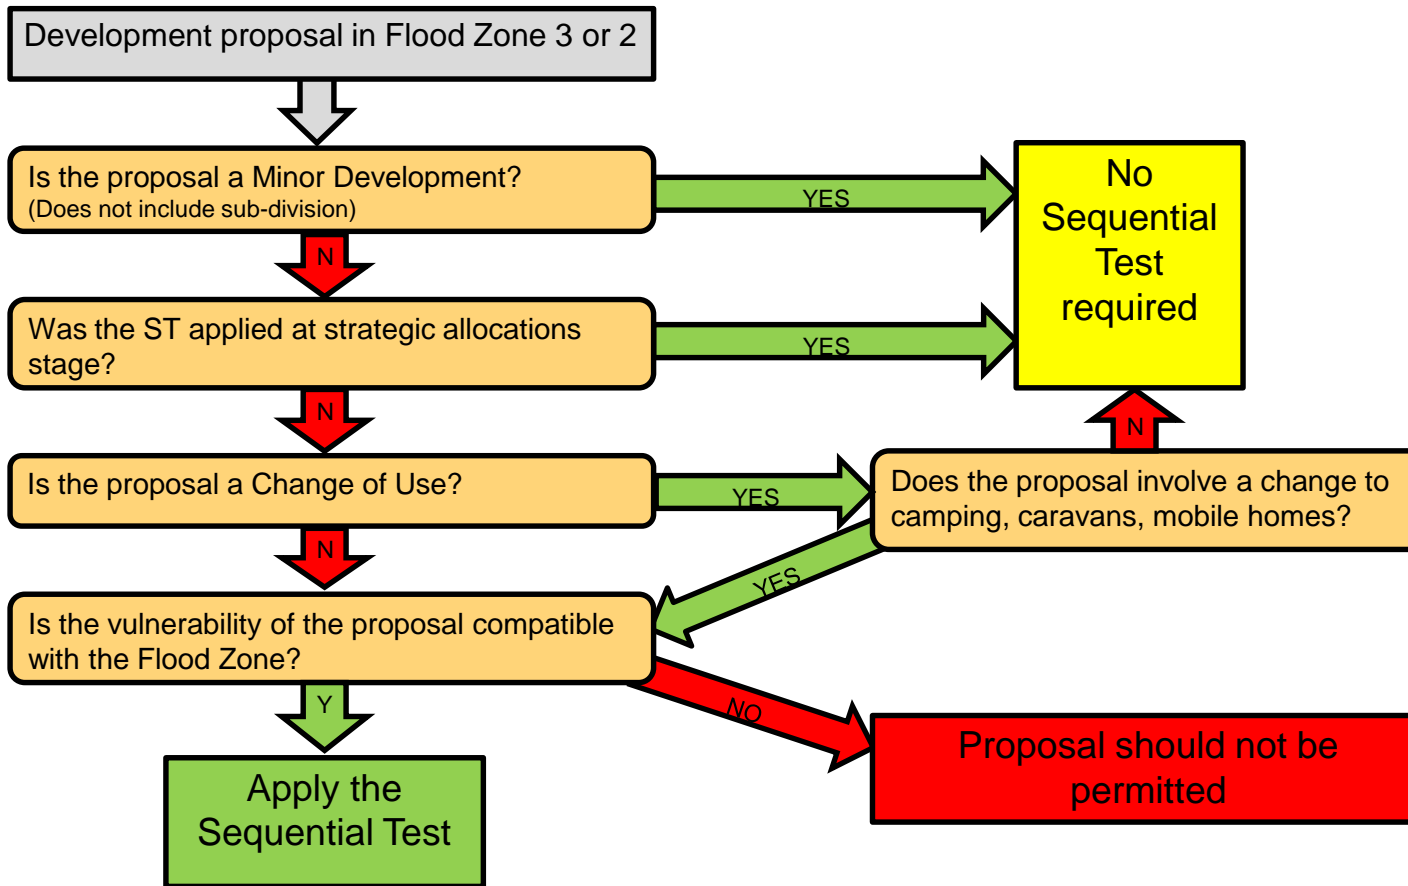 Development proposal in Flood Zone 3 or 2
Is the proposal a Minor Development?
(Does not include sub-division)
YES
No
Sequential
Test
required
N
Was the ST applied at strategic allocations
stage?
YES
N
N
Is the proposal a Change of Use?
YES
Does the proposal involve a change to
camping, caravans, mobile homes?
N
YES
Is the vulnerability of the proposal compatible
with the Flood Zone?
Y
NO
Proposal should not be
permitted
Apply the
Sequential Test